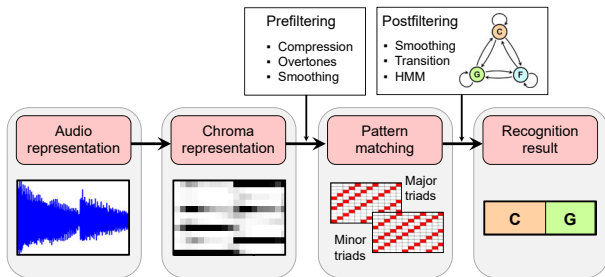 Prefiltering
▪ Compression
▪ Overtones
▪ Smoothing
Postfiltering
▪ Smoothing
▪ Transition
▪ HMM
C
G
F
Audio
representation
Chroma
representation
Pattern
matching
Recognition
result
Major
triads
Minor
triads
C
G